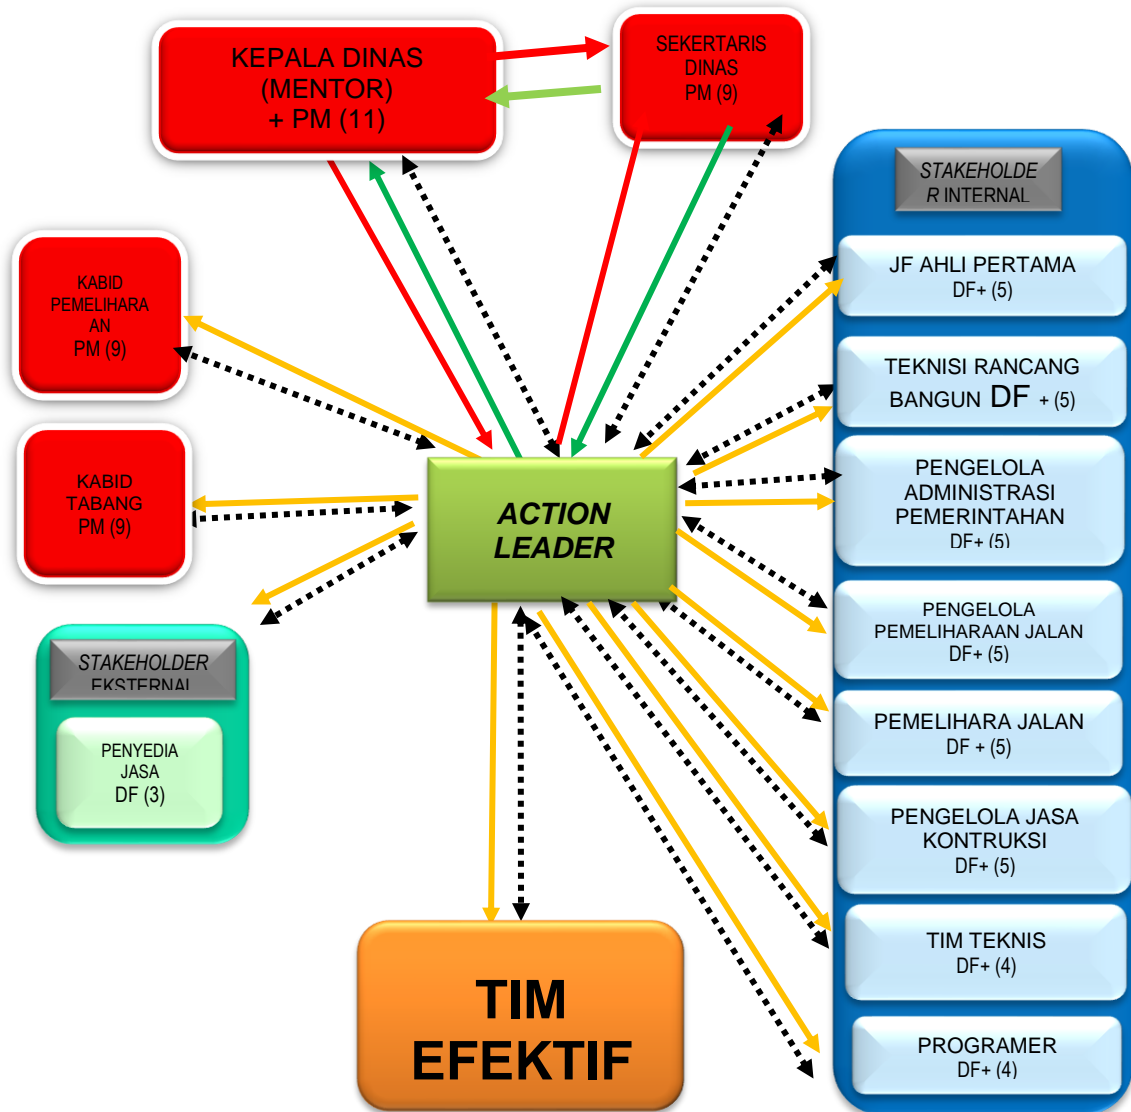 KEPALA DINAS
(MENTOR)
+ PM (11)
SEKERTARIS
DINAS
PM (9)
STAKEHOLDE
R INTERNAL
JF AHLI PERTAMA
DF+ (5)
TEKNISI RANCANG
BANGUN DF + (5)
PENGELOLA
ADMINISTRASI
PEMERINTAHAN
DF+ (5)
PENGELOLA
PEMELIHARAAN JALAN
DF+ (5)
PEMELIHARA JALAN
DF + (5)
PENGELOLA JASA
KONTRUKSI
DF+ (5)
TIM TEKNIS
DF+ (4)
PROGRAMER
DF+ (4)
KABID
PEMELIHARA
AN
PM (9)
KABID
TABANG
PM (9)
ACTION
LEADER
STAKEHOLDER
EKSTERNAL
PENYEDIA
JASA
DF (3)
TIM
EFEKTIF